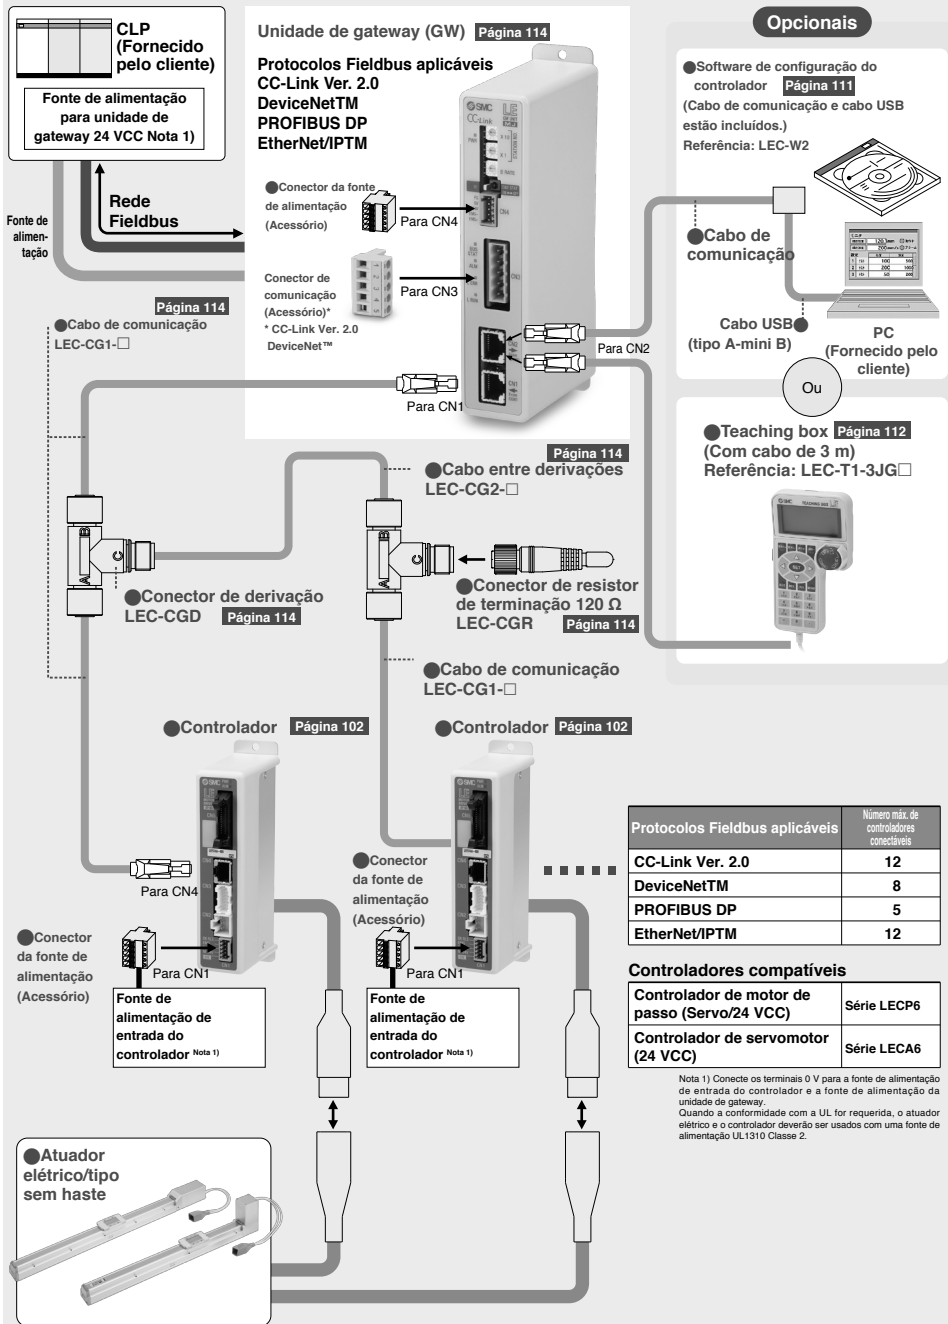 CLP
(Fornecido
pelo cliente)
Fonte de alimentação
para unidade de
gateway 24 VCC Nota 1)
Fonte de
alimen-
tação
Rede
Fieldbus
Unidade de gateway (GW) Página 114
Protocolos Fieldbus aplicáveis
CC-Link Ver. 2.0
DeviceNetTM
PROFIBUS DP
EtherNet/IPTM
●Conector da fonte
de alimentação
(Acessório)
Para CN4
Conector de
comunicação
(Acessório)*
* CC-Link Ver. 2.0
DeviceNet™
Para CN3
SMC
CC-Link
CN4
CN3
CN2
CN1
Para CN2
Para CN1
Opcionais
●Software de configuração do
controlador Página 111
(Cabo de comunicação e cabo USB
estão incluídos.)
Referência: LEC-W2
●Cabo de
comunicação
Cabo USB●
(tipo A-mini B)
PC
(Fornecido pelo
cliente)
Ou
●Teaching box Página 112
(Com cabo de 3 m)
Referência: LEC-T1-3JG□
SMC TEACHING BOX
Página 114
●Cabo de comunicação
LEC-CG1-□
Página 114
●Cabo entre derivações
LEC-CG2-□
A B C
A B C
●Conector de derivação
LEC-CGD Página 114
●Conector de resistor
de terminação 120 Ω
LEC-CGR Página 114
●Cabo de comunicação
LEC-CG1-□
●Controlador Página 102
●Controlador Página 102
SMC
SMC
Para CN4
●Conector
da fonte de
alimentação
(Acessório)
Para CN1
Fonte de
alimentação de
entrada do
controlador Nota 1)
●Conector
da fonte de
alimentação
(Acessório)
Para CN1
Fonte de
alimentação de
entrada do
controlador Nota 1)
Protocolos Fieldbus aplicáveis Número máx. de controladores conectáveis
CC-Link Ver. 2.0 12
DeviceNetTM 8
PROFIBUS DP 5
EtherNet/IPTM 12
Controladores compatíveis
Controlador de motor de
passo (Servo/24 VCC) Série LECP6
Controlador de servomotor
(24 VCC) Série LECA6
Nota 1) Conecte os terminais 0 V para a fonte de alimentação
de entrada do controlador e a fonte de alimentação da
unidade de gateway.
Quando a conformidade com a UL for requerida, o atuador
elétrico e o controlador deverão ser usados com uma fonte de
alimentação UL1310 Classe 2.
●Atuador
elétrico/tipo
sem haste